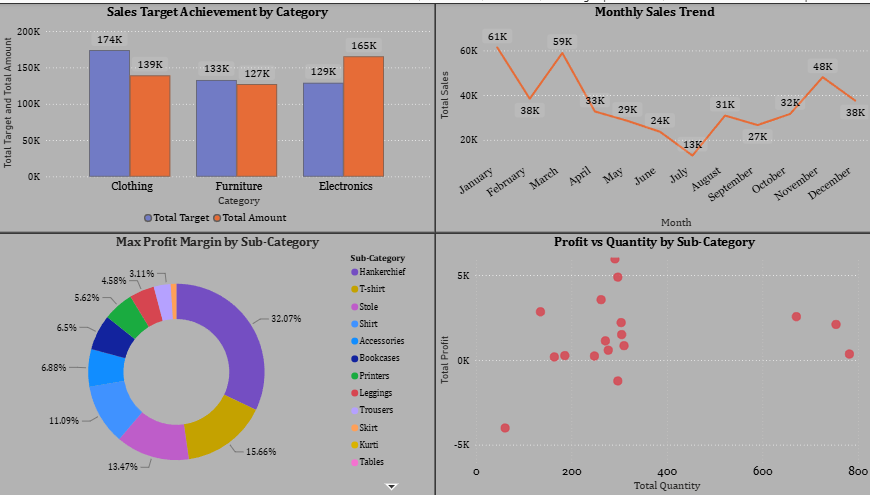 Sales Target Achievement by Category
Total Target and Total Amount
200K
150K
100K
50K
0K
174K
139K
133K
127K
129K
165K
Clothing
Furniture
Electronics
Category
Total Target
Total Amount
Monthly Sales Trend
Total Sales
60K
40K
20K
61K
38K
59K
33K
29K
24K
13K
31K
27K
32K
48K
38K
January
February
March
April
May
June
July
August
September
October
November
December
Month
Max Profit Margin by Sub-Category
3.11%
4.58%
5.62%
6.5%
6.88%
11.09%
13.47%
15.66%
32.07%
Sub-Category
Hankerchief
T-shirt
Stole
Shirt
Accessories
Bookcases
Printers
Leggings
Trousers
Skirt
Kurti
Tables
Profit vs Quantity by Sub-Category
Total Profit
5K
0K
-5K
0
200
400
600
800
Total Quantity